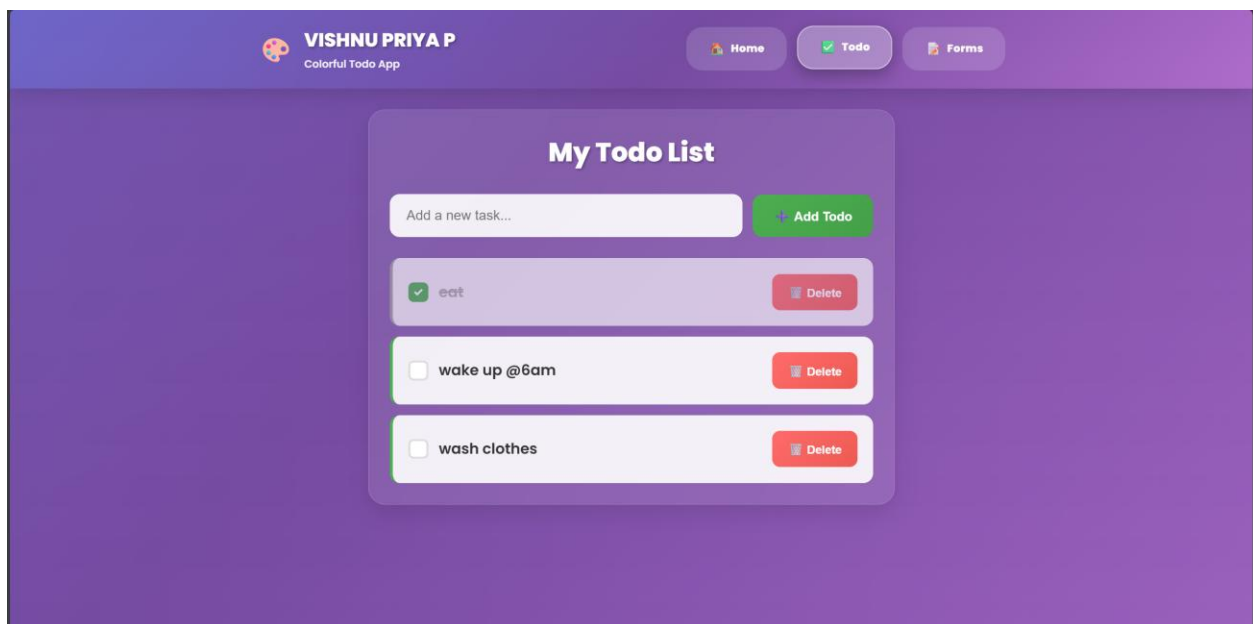 VISHNU PRIYA P
Colorful Todo App
Home
Todo
Forms
My Todo List
Add a new task...
Add Todo
eat
Delete
wake up @6am
Delete
wash clothes
Delete